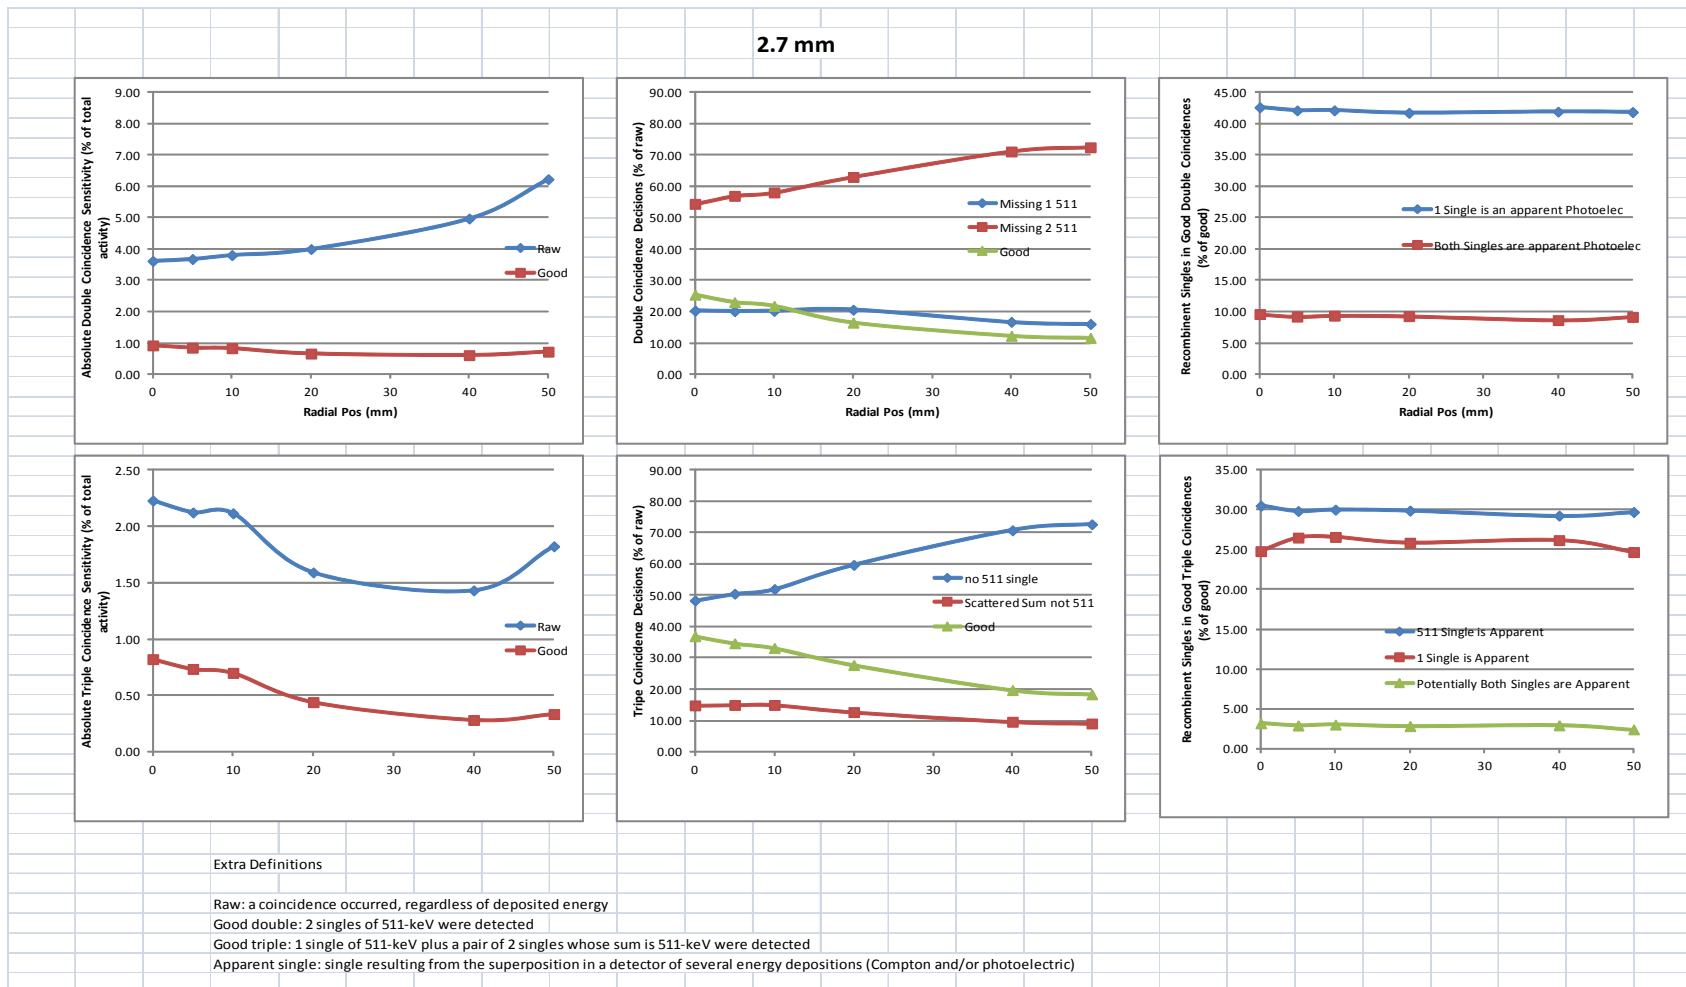 2.7 mm
Absolute Double Coincidence Sensitivity (% of total
activity)
9.00
8.00
7.00
6.00
5.00
4.00
3.00
2.00
1.00
0.00
0 10 20 30 40 50
Radial Pos (mm)
Raw
Good
Double Coincidence Decisions (% of raw)
90.00
80.00
70.00
60.00
50.00
40.00
30.00
20.00
10.00
0.00
0 10 20 30 40 50
Radial Pos (mm)
Missing 1 511
Missing 2 511
Good
Recombinent Singles in Good Double Coincidences
(% of good)
45.00
40.00
35.00
30.00
25.00
20.00
15.00
10.00
5.00
0.00
0 10 20 30 40 50
Radial Pos (mm)
1 Single is an apparent Photoelec
Both Singles are apparent Photoelec
Absolute Triple Coincidence Sensitivity (% of total
activity)
2.50
2.00
1.50
1.00
0.50
0.00
0 10 20 30 40 50
Raw
Good
Tripe Coincidence Decisions (% of raw)
90.00
80.00
70.00
60.00
50.00
40.00
30.00
20.00
10.00
0.00
0 10 20 30 40 50
no 511 single
Scattered Sum not 511
Good
Recombinent Singles in Good Triple Coincidences
(% of good)
35.00
30.00
25.00
20.00
15.00
10.00
5.00
0.00
0 10 20 30 40 50
511 Single is Apparent
1 Single is Apparent
Potentially Both Singles are Apparent
Extra Definitions
Raw: a coincidence occurred, regardless of deposited energy
Good double: 2 singles of 511-keV were detected
Good triple: 1 single of 511-keV plus a pair of 2 singles whose sum is 511-keV were detected
Apparent single: single resulting from the superposition in a detector of several energy depositions (Compton and/or photoelectric)